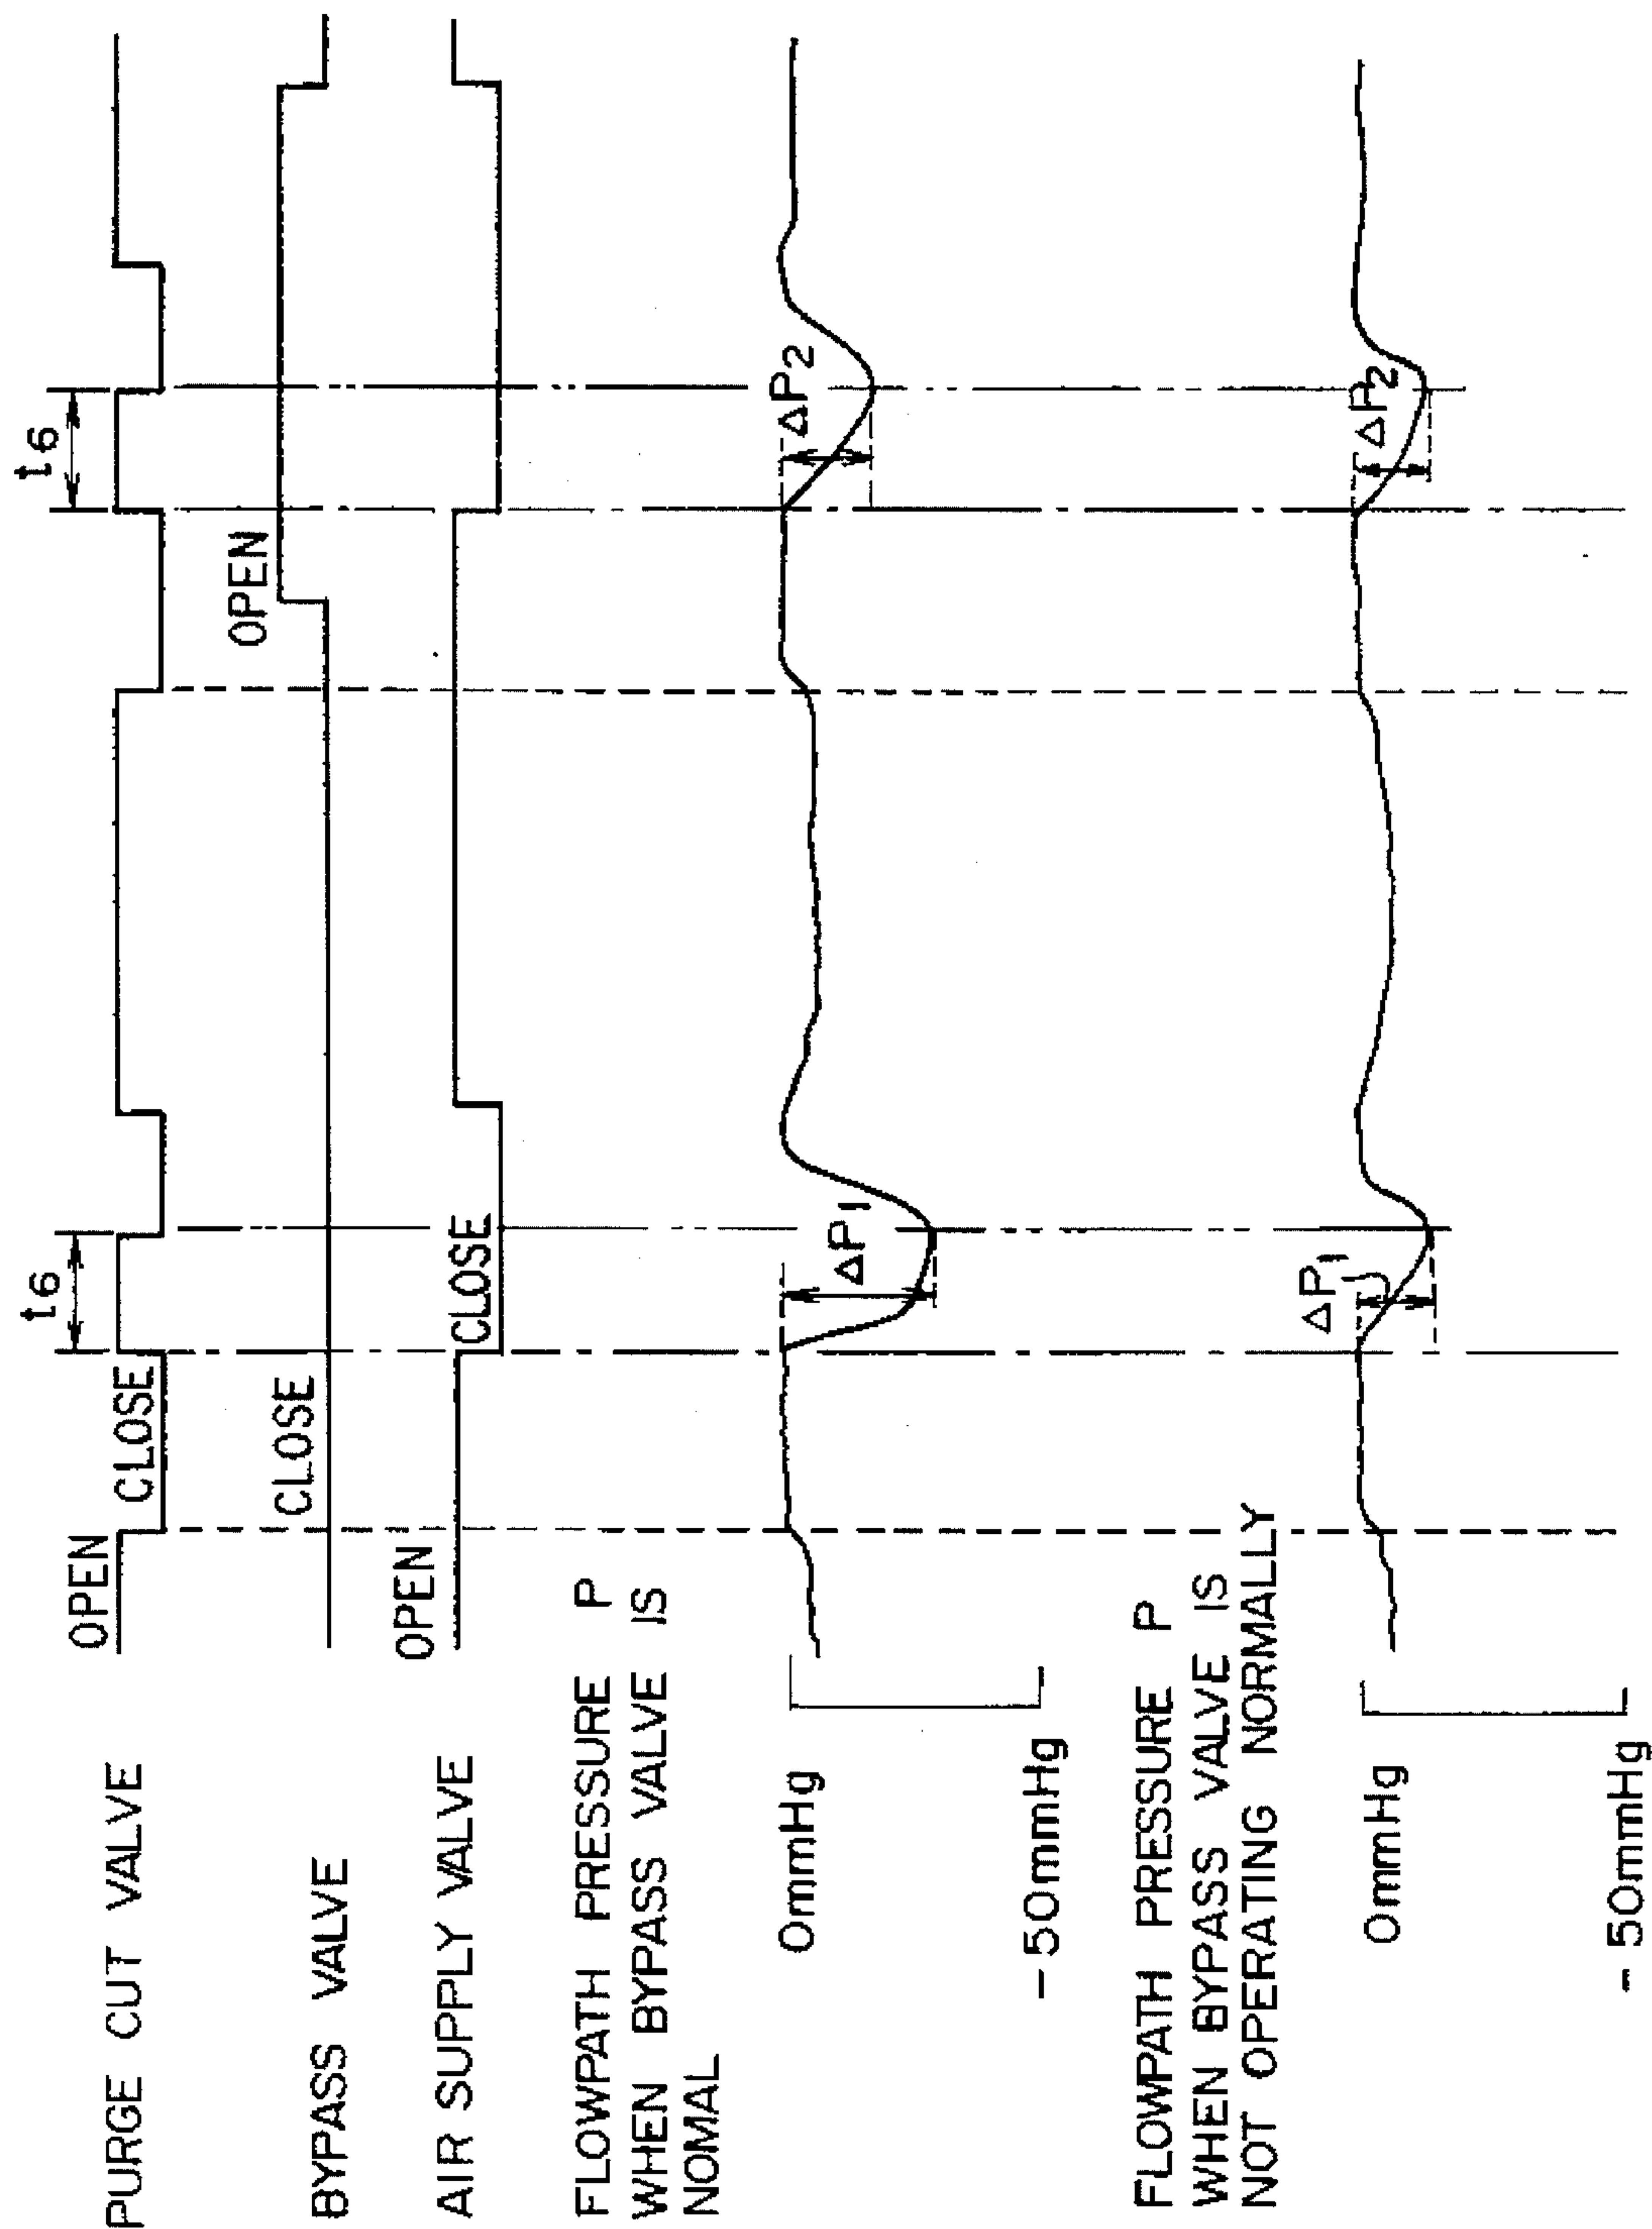 t6
t6
PURGE CUT VALVE
OPEN
CLOSE
BYPASS VALVE
CLOSE
OPEN
AIR SUPPLY VALVE
OPEN
CLOSE
FLOWPATH PRESSURE P
WHEN BYPASS VALVE IS
NOMAL
0mmHg
-50mmHg
ΔP1
ΔP2
FLOWPATH PRESSURE P
WHEN BYPASS VALVE IS
NOT OPERATING NORMALLY
0mmHg
-50mmHg
ΔP1
ΔP2